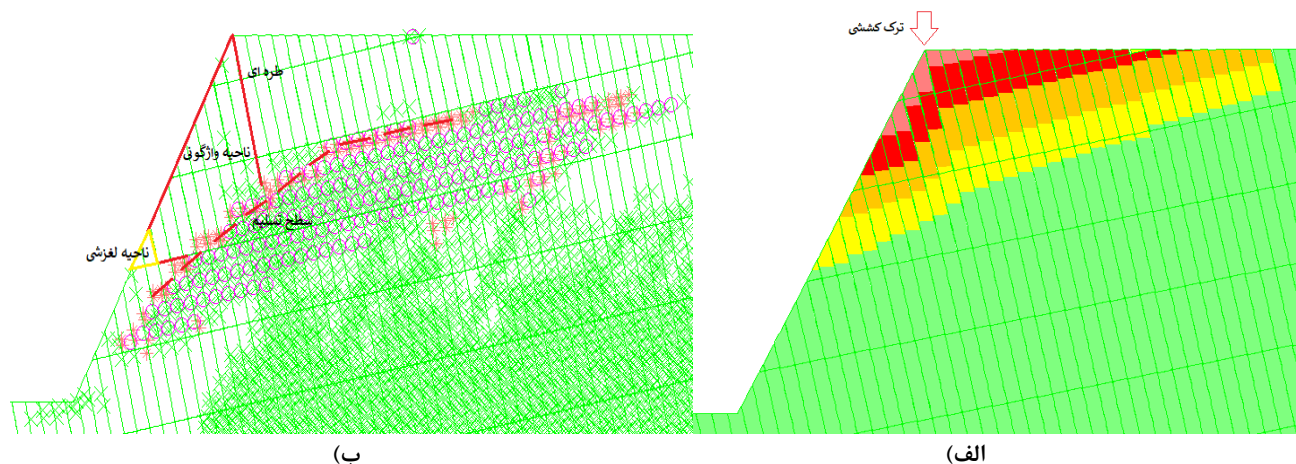 ترک کششی
طره ای
ناحیه واژگونی
سطح تسلیم
ناحیه لغزشی
الف)
ب)